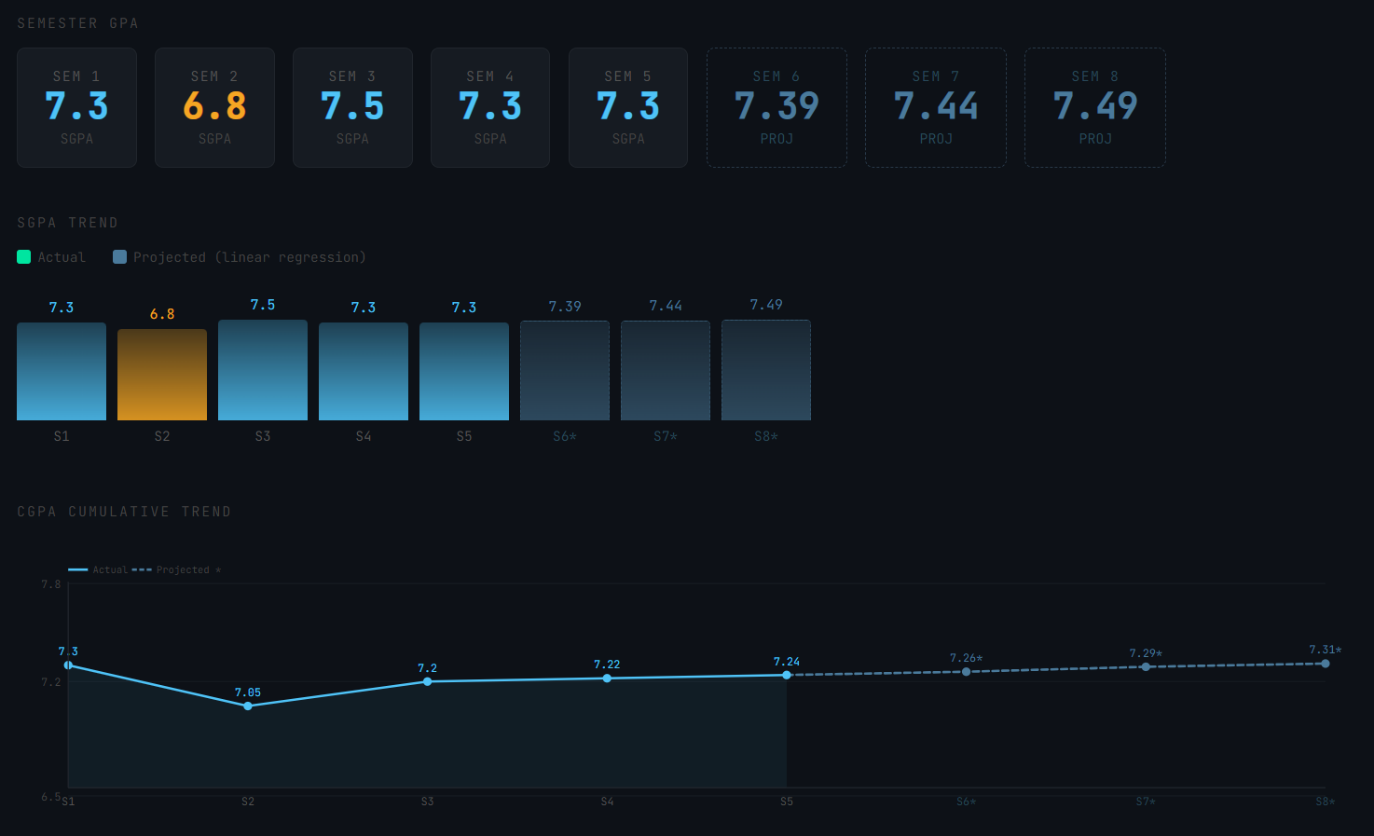 SEMESTER GPA
SEM 1 SEM 2 SEM 3 SEM 4 SEM 5 SEM 6 SEM 7 SEM 8
7.3 6.8 7.5 7.3 7.3 7.39 7.44 7.49
SGPA SGPA SGPA SGPA SGPA PROJ PROJ PROJ
SGPA TREND
Actual Projected (linear regression)
7.3 6.8 7.5 7.3 7.3 7.39 7.44 7.49
S1 S2 S3 S4 S5 S6* S7* S8*
CGPA CUMULATIVE TREND
Actual Projected *
7.8
7.3 7.05 7.2 7.22 7.24 7.26* 7.29* 7.31*
7.2
6.5
S1 S2 S3 S4 S5 S6* S7* S8*